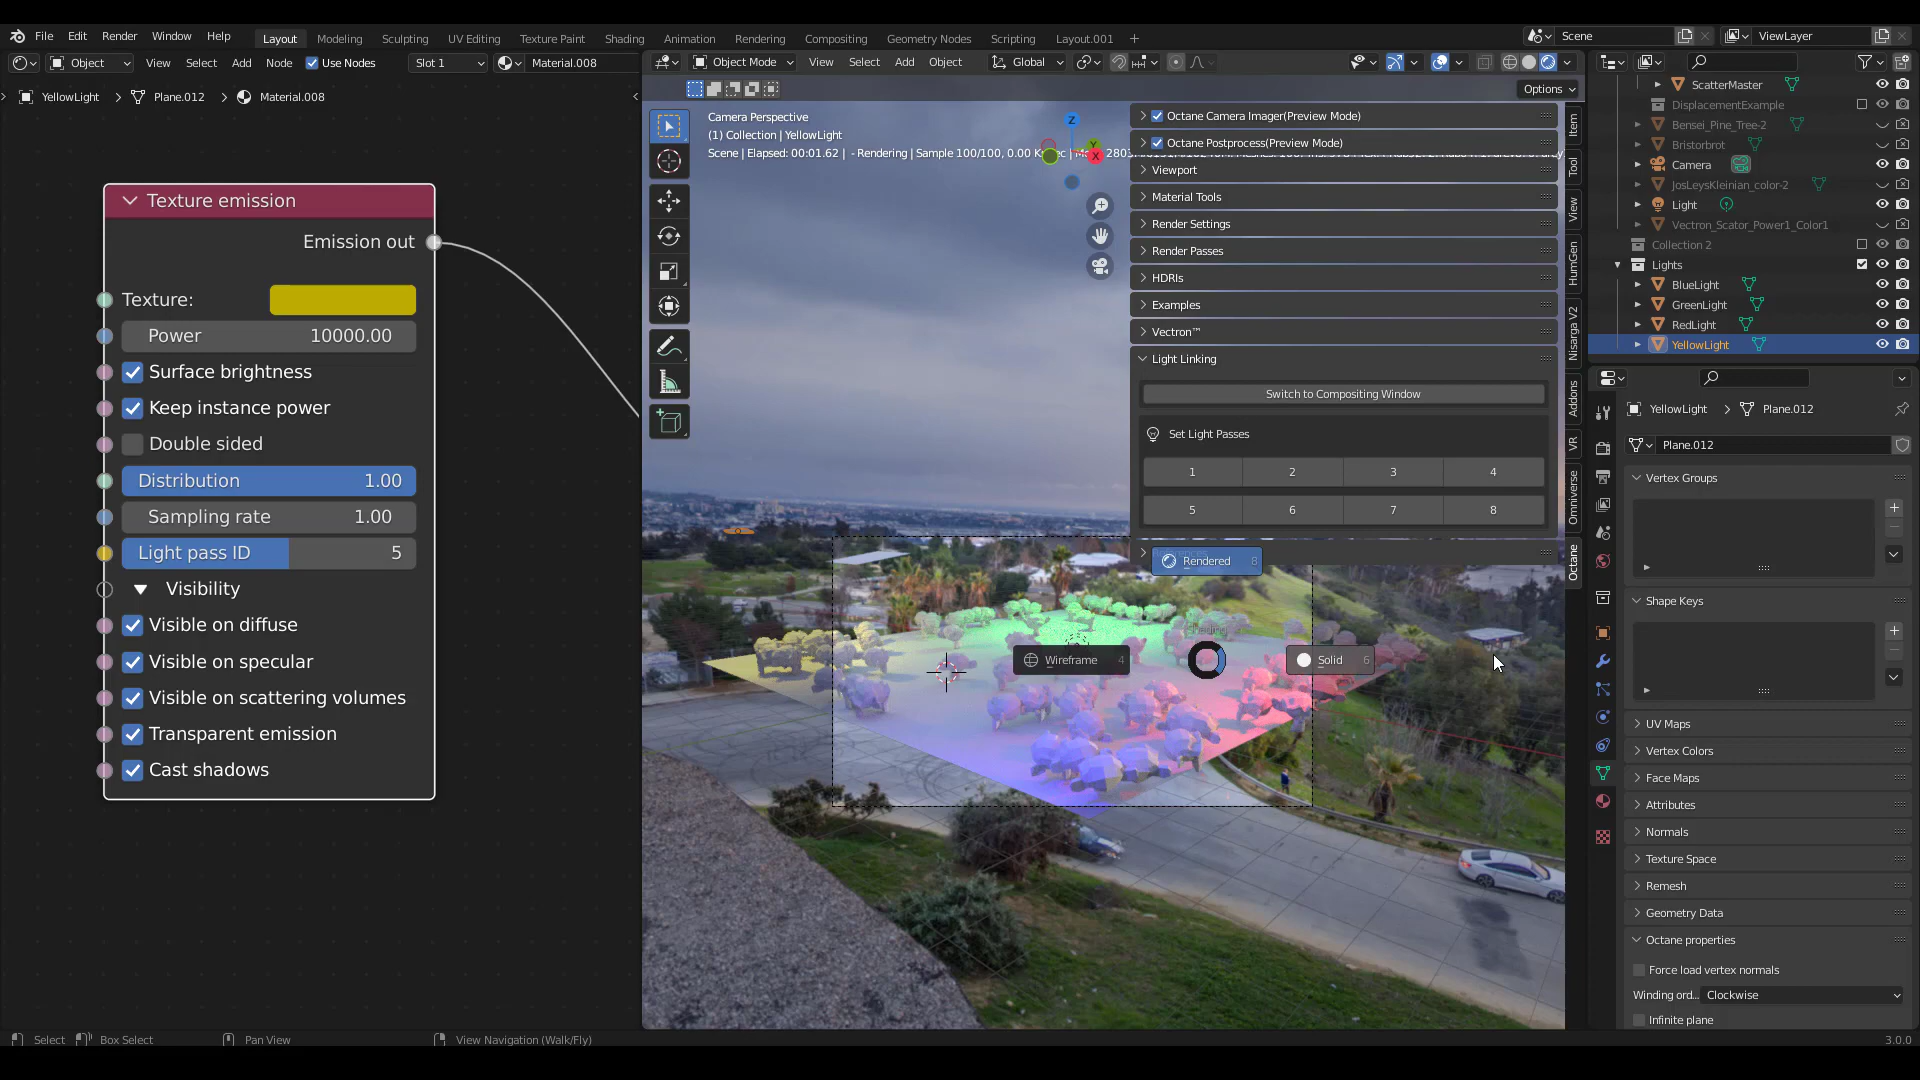 File Edit Render Window Help Layout Modeling Sculpting UV Editing Texture Paint Shading Animation Rendering Compositing Geometry Nodes Scripting Layout.001 + Scene ViewLayer
Object View Select Add Node Use Nodes Slot 1 Material.008
YellowLight > Plane.012 > Material.008
Texture emission
Emission out
Texture:
Power 10000.00
Surface brightness
Keep instance power
Double sided
Distribution 1.00
Sampling rate 1.00
Light pass ID 5
Visibility
Visible on diffuse
Visible on specular
Visible on scattering volumes
Transparent emission
Cast shadows
Object Mode View Select Add Object Global
Options
Camera Perspective
(1) Collection | YellowLight
Scene | Elapsed: 00:01.62 | - Rendering | Sample 100/100, 0.00
Octane Camera Imager(Preview Mode)
Octane Postprocess(Preview Mode)
Viewport
Material Tools
Render Settings
Render Passes
HDRIs
Examples
Vectron™
Light Linking
Switch to Compositing Window
Set Light Passes
1 2 3 4
5 6 7 8
Rendered 8
Wireframe 4
Solid 6
Item
Tool
View
HumGen
Nisarga V2
Addons
VR
Omniverse
Octane
ScatterMaster
DisplacementExample
Bensei_Pine_Tree-2
Bristorbrot
Camera
JosLeysKleinian_color-2
Light
Vectron_Scator_Power1_Color1
Collection 2
Lights
BlueLight
GreenLight
RedLight
YellowLight
YellowLight > Plane.012
Plane.012
Vertex Groups
Shape Keys
UV Maps
Vertex Colors
Face Maps
Attributes
Normals
Texture Space
Remesh
Geometry Data
Octane properties
Force load vertex normals
Winding ord... Clockwise
Infinite plane
Select Box Select Pan View View Navigation (Walk/Fly) 3.0.0